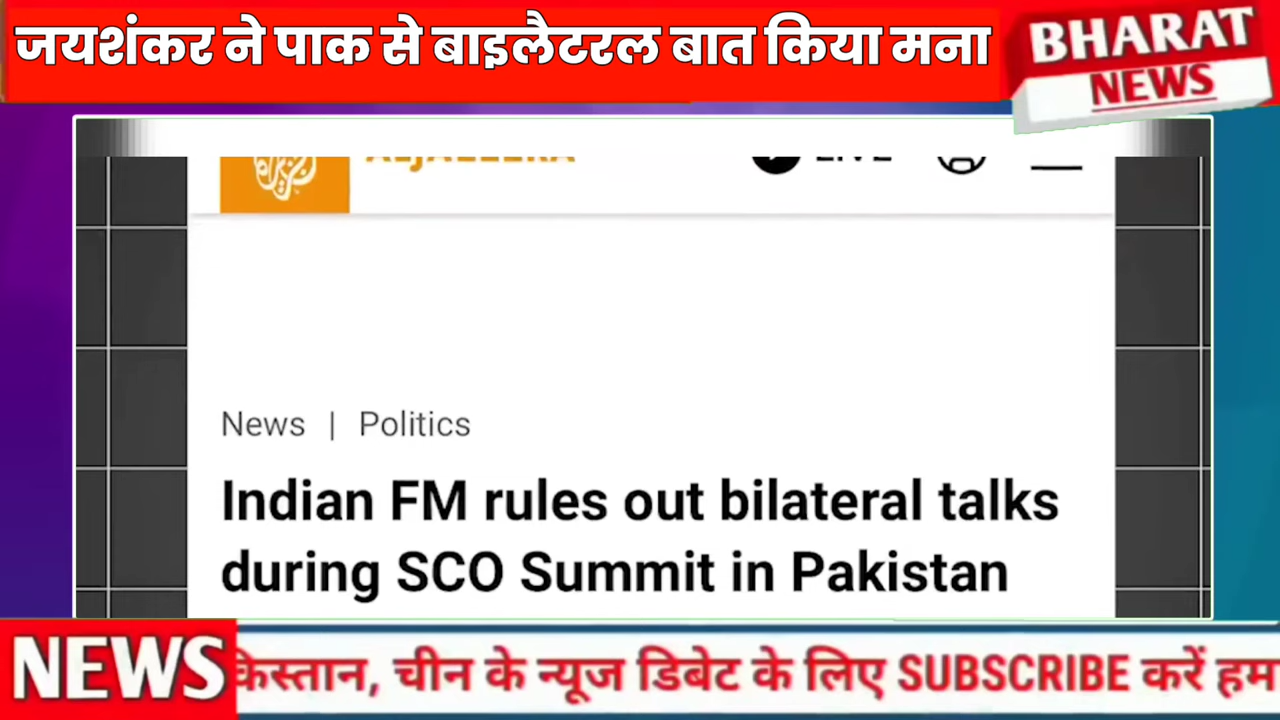 जयशंकर ने पाक से बाइलैटरल बात किया मना
BHARAT
NEWS
News | Politics
Indian FM rules out bilateral talks
during SCO Summit in Pakistan
NEWS
किस्तान, चीन के न्यूज डिबेट के लिए SUBSCRIBE करें हम